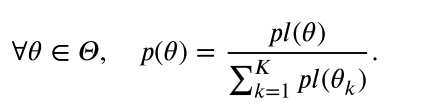 ∀θ ∈ Θ, p(θ) = pl(θ) / ∑_{k=1}^{K} pl(θ_k) .